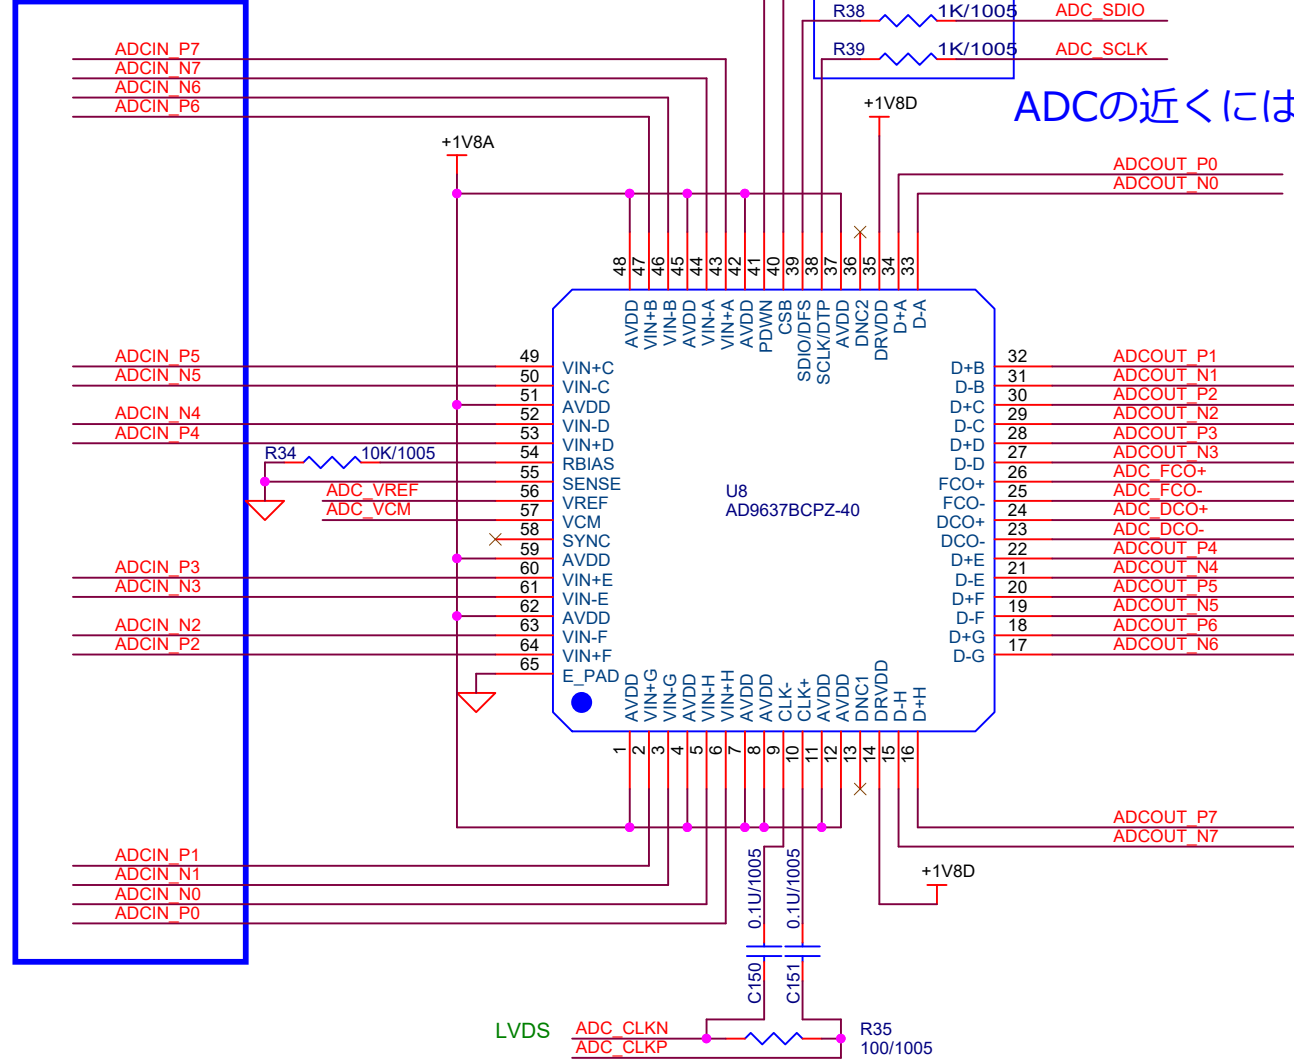 R38 1K/1005 ADC_SDIO
R39 1K/1005 ADC_SCLK
ADCの近くには
ADCIN_P7
ADCIN_N7
ADCIN_N6
ADCIN_P6
+1V8A
+1V8D
ADCOUT_P0
ADCOUT_N0
48 47 46 45 44 43 42 41 40 39 38 37 36 35 34 33
AVDD VIN+B VIN-B AVDD VIN-A VIN+A AVDD PDWN CSB SDIO/DFS SCLK/DTP AVDD DNC2 DRVDD D+A D-A
ADCIN_P5 49 VIN+C
ADCIN_N5 50 VIN-C
51 AVDD
ADCIN_N4 52 VIN-D
ADCIN_P4 53 VIN+D
R34 10K/1005 54 RBIAS
55 SENSE
ADC_VREF 56 VREF
ADC_VCM 57 VCM
58 SYNC
59 AVDD
ADCIN_P3 60 VIN+E
ADCIN_N3 61 VIN-E
62 AVDD
ADCIN_N2 63 VIN-F
ADCIN_P2 64 VIN+F
65 E_PAD
U8
AD9637BCPZ-40
D+B 32 ADCOUT_P1
D-B 31 ADCOUT_N1
D+C 30 ADCOUT_P2
D-C 29 ADCOUT_N2
D+D 28 ADCOUT_P3
D-D 27 ADCOUT_N3
FCO+ 26 ADC_FCO+
FCO- 25 ADC_FCO-
DCO+ 24 ADC_DCO+
DCO- 23 ADC_DCO-
D+E 22 ADCOUT_P4
D-E 21 ADCOUT_N4
D+F 20 ADCOUT_P5
D-F 19 ADCOUT_N5
D+G 18 ADCOUT_P6
D-G 17 ADCOUT_N6
AVDD VIN+G VIN-G AVDD VIN-H VIN+H AVDD AVDD CLK- CLK+ AVDD AVDD DNC1 DRVDD D-H D+H
1 2 3 4 5 6 7 8 9 10 11 12 13 14 15 16
ADCOUT_P7
ADCOUT_N7
+1V8D
ADCIN_P1
ADCIN_N1
ADCIN_N0
ADCIN_P0
C150 0.1U/1005
C151 0.1U/1005
LVDS
ADC_CLKN
ADC_CLKP
R35
100/1005